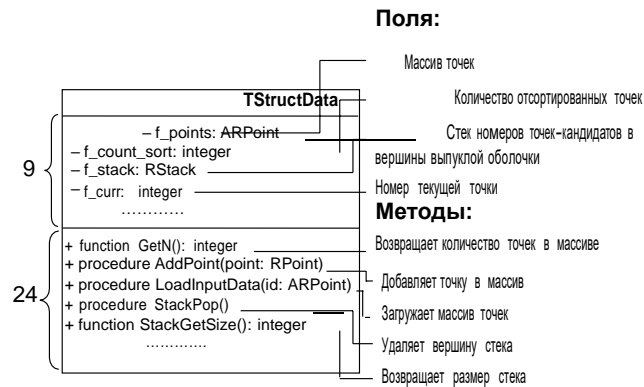 Поля:
Массив точек
TStructData
Количество отсортированных точек
– f_points: ARPoint
Стек номеров точек-кандидатов в
вершины выпуклой оболочки
– f_count_sort: integer
9
– f_stack: RStack
– f_curr: integer
Номер текущей точки
…………
Методы:
+ function GetN(): integer
Возвращает количество точек в массиве
+ procedure AddPoint(point: RPoint)
Добавляет точку в массив
24
+ procedure LoadInputData(id: ARPoint)
Загружает массив точек
+ procedure StackPop()
Удаляет вершину стека
+ function StackGetSize(): integer
………….
Возвращает размер стека